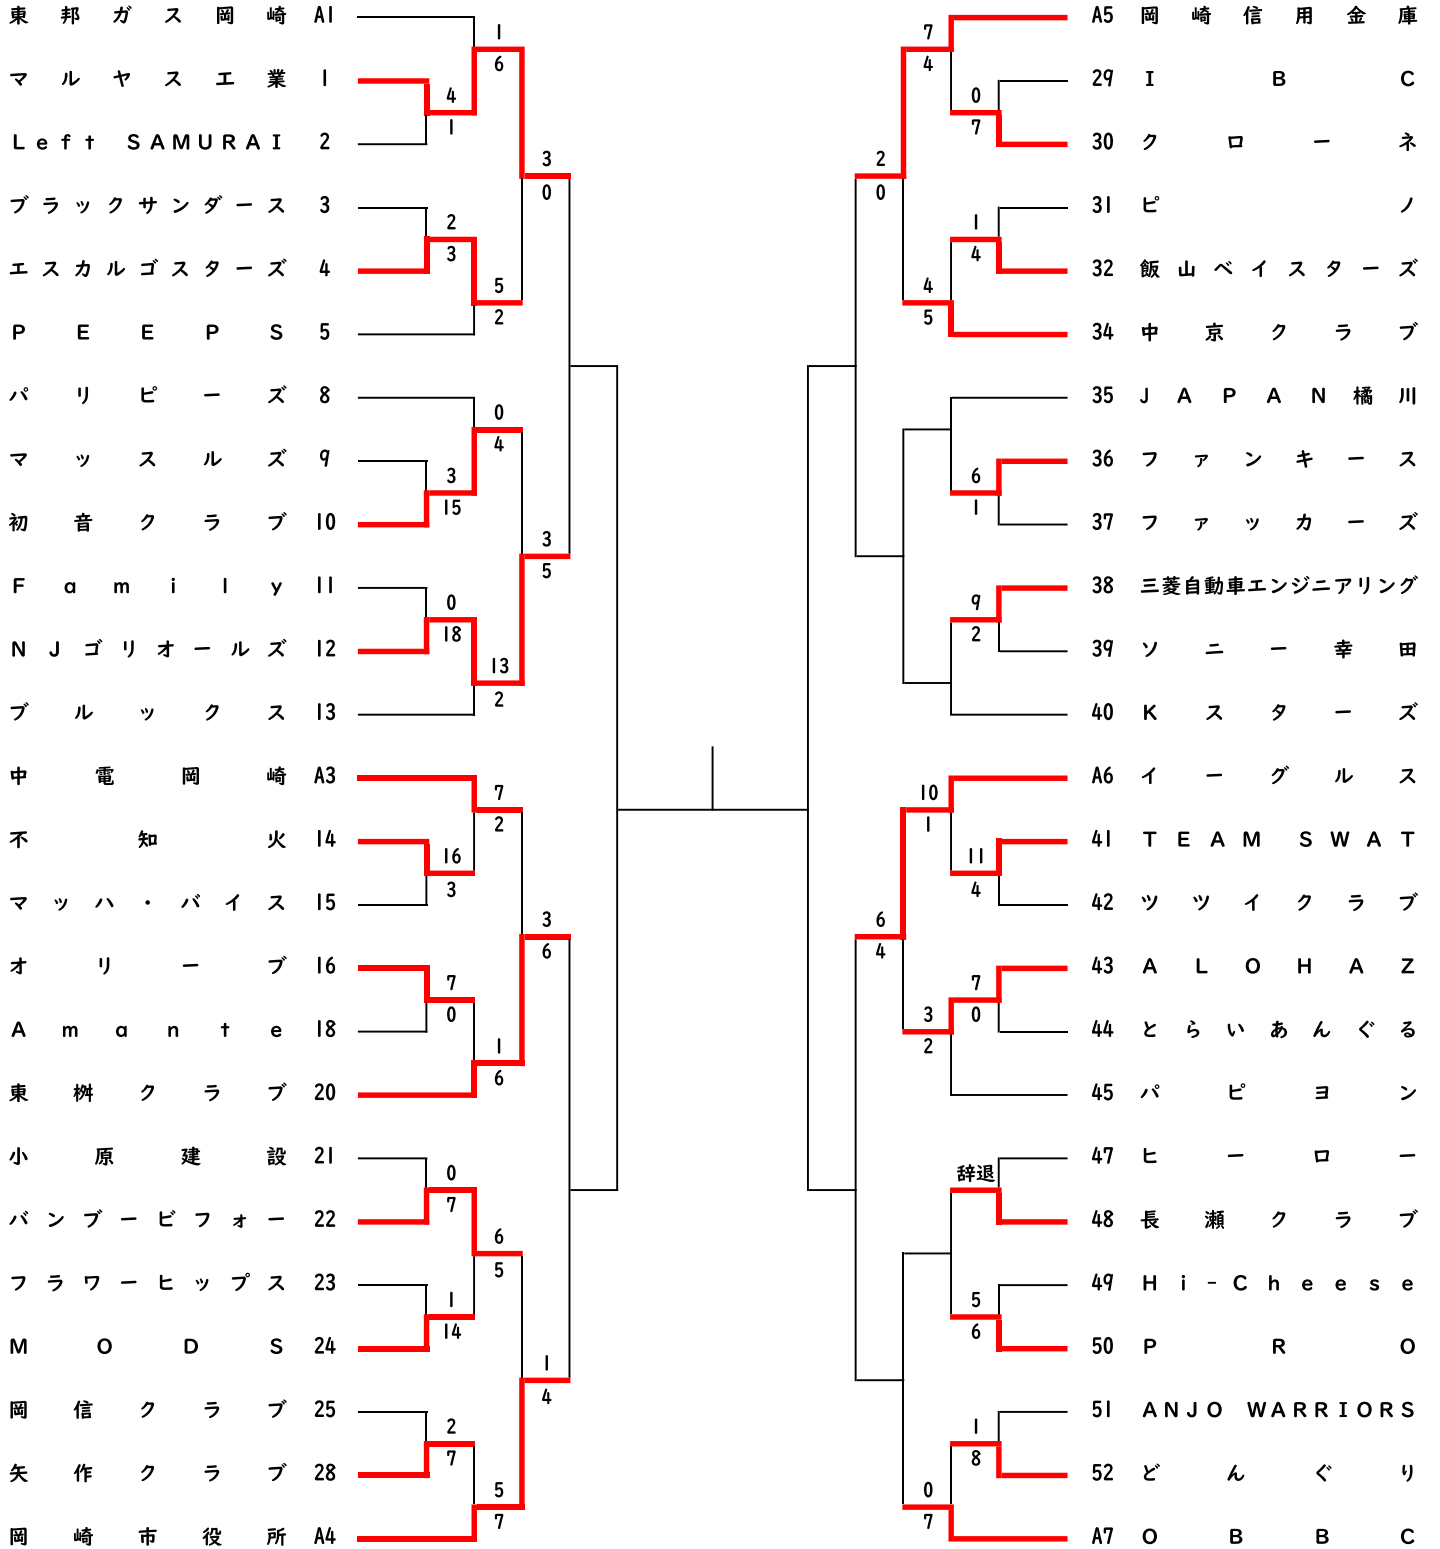 東邦ガス岡崎 A1
マルヤス工業 1
Left SAMURAI 2
ブラックサンダース 3
エスカルゴスターズ 4
PEEPS 5
パリピーズ 8
マッスルズ 9
初音クラブ 10
Family 11
NJゴリオールズ 12
ブルックス 13
中電岡崎 A3
不知火 14
マッハ・バイス 15
オリーブ 16
Amante 18
東桝クラブ 20
小原建設 21
バンブービフォー 22
フラワーヒップス 23
MODS 24
岡信クラブ 25
矢作クラブ 28
岡崎市役所 A4
1
6
4
1
3
0
2
3
5
2
0
4
3
15
3
5
0
18
13
2
7
2
16
3
3
6
7
0
1
6
0
7
6
5
1
14
1
4
2
7
5
7
7
4
0
7
2
0
1
4
4
5
6
1
9
2
10
1
11
4
6
4
7
0
3
2
辞退
5
6
1
8
0
7
A5 岡崎信用金庫
29 IBC
30 クローネ
31 ピノ
32 飯山ベイスターズ
34 中京クラブ
35 JAPAN橘川
36 ファンキース
37 ファッカーズ
38 三菱自動車エンジニアリング
39 ソニー幸田
40 Kスターズ
A6 イーグルス
41 TEAM SWAT
42 ツツイクラブ
43 ALOHAZ
44 とらいあんぐる
45 パピヨン
47 ヒーロー
48 長瀬クラブ
49 Hi-Cheese
50 PRO
51 ANJO WARRIORS
52 どんぐり
A7 OBBC